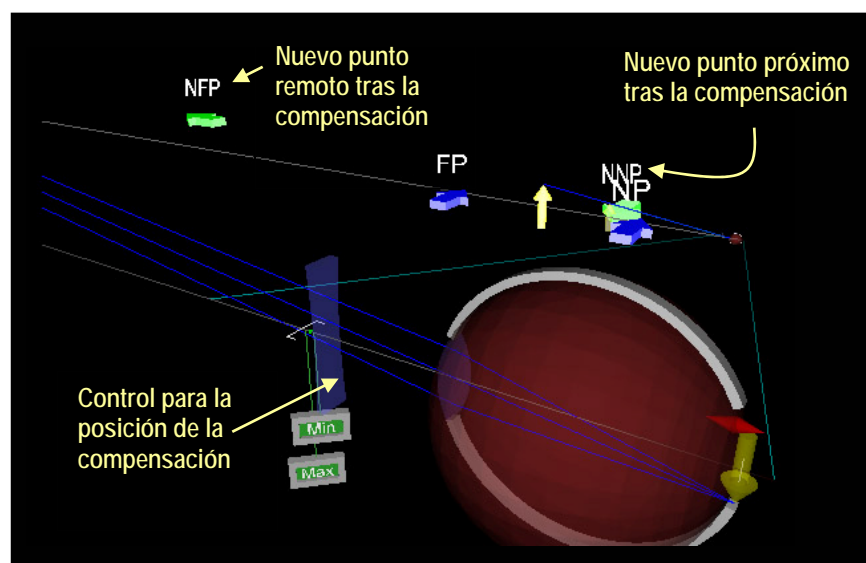 Nuevo punto
remoto tras la
compensación
NFP
Nuevo punto próximo
tras la compensación
FP
NNP
NP
Control para la
posición de la
compensación
Min
Max